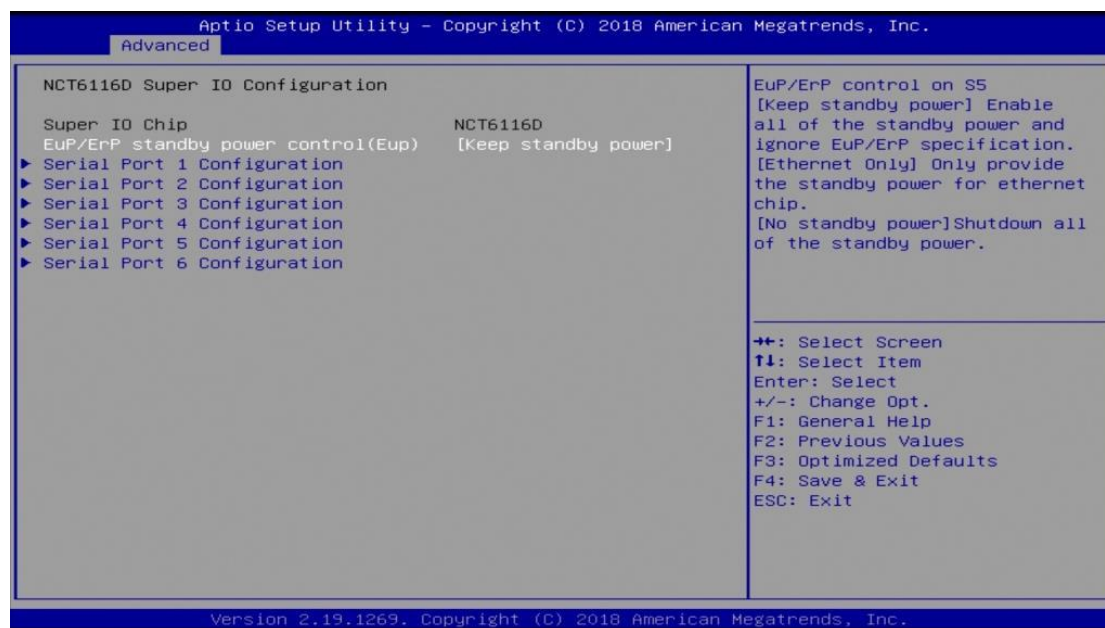 Aptio Setup Utility – Copyright (C) 2018 American Megatrends, Inc.
Advanced
NCT6116D Super IO Configuration
Super IO Chip NCT6116D
EuP/ErP standby power control(Eup) [Keep standby power]
▶ Serial Port 1 Configuration
▶ Serial Port 2 Configuration
▶ Serial Port 3 Configuration
▶ Serial Port 4 Configuration
▶ Serial Port 5 Configuration
▶ Serial Port 6 Configuration
EuP/ErP control on S5
[Keep standby power] Enable
all of the standby power and
ignore EuP/ErP specification.
[Ethernet Only] Only provide
the standby power for ethernet
chip.
[No standby power]Shutdown all
of the standby power.
→←: Select Screen
↑↓: Select Item
Enter: Select
+/-: Change Opt.
F1: General Help
F2: Previous Values
F3: Optimized Defaults
F4: Save & Exit
ESC: Exit
Version 2.19.1269. Copyright (C) 2018 American Megatrends, Inc.